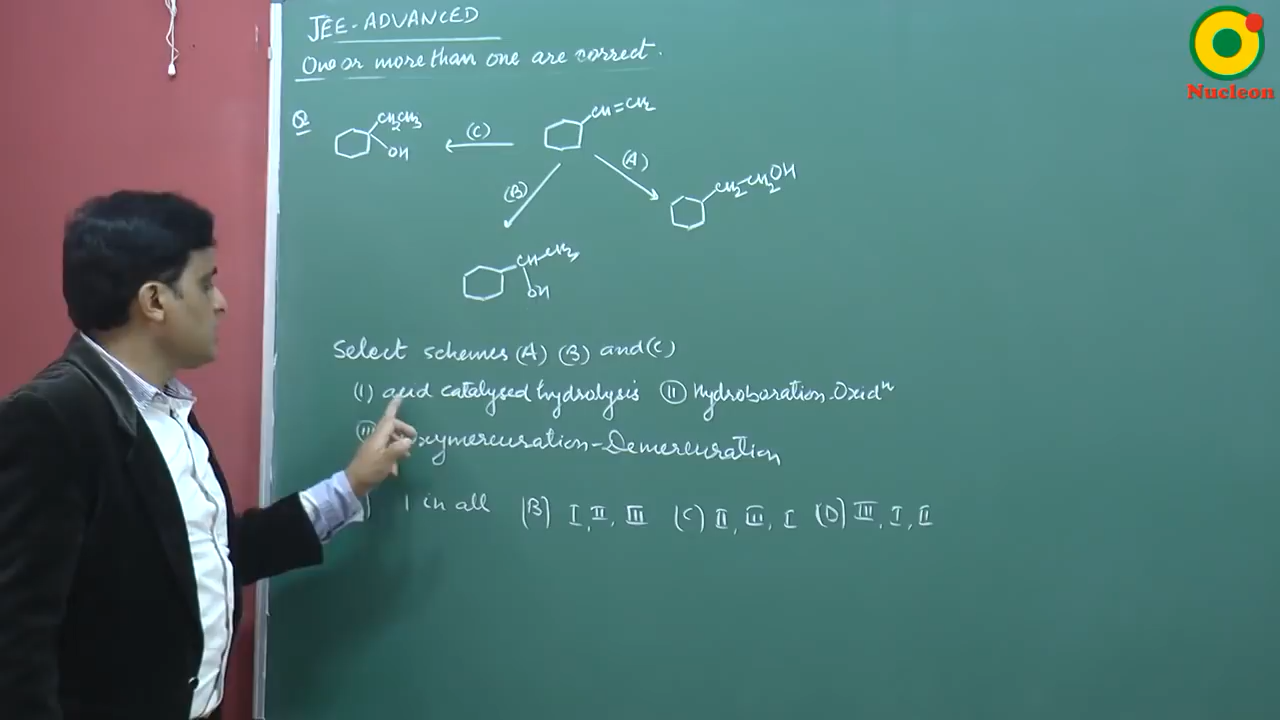 JEE-ADVANCED
One or more than one are correct.
Nucleon
Q
CH2CH3
OH
(C)
CH=CH2
(A)
CH2-CH2OH
(B)
CH-CH3
OH
Select schemes (A) (B) and (C)
(I) acid catalysed hydrolysis (II) Hydroboration-Oxidn
(III) oxymercuration-Demercuration
1 in all (B) I, II, III (C) II, III, I (D) III, I, II